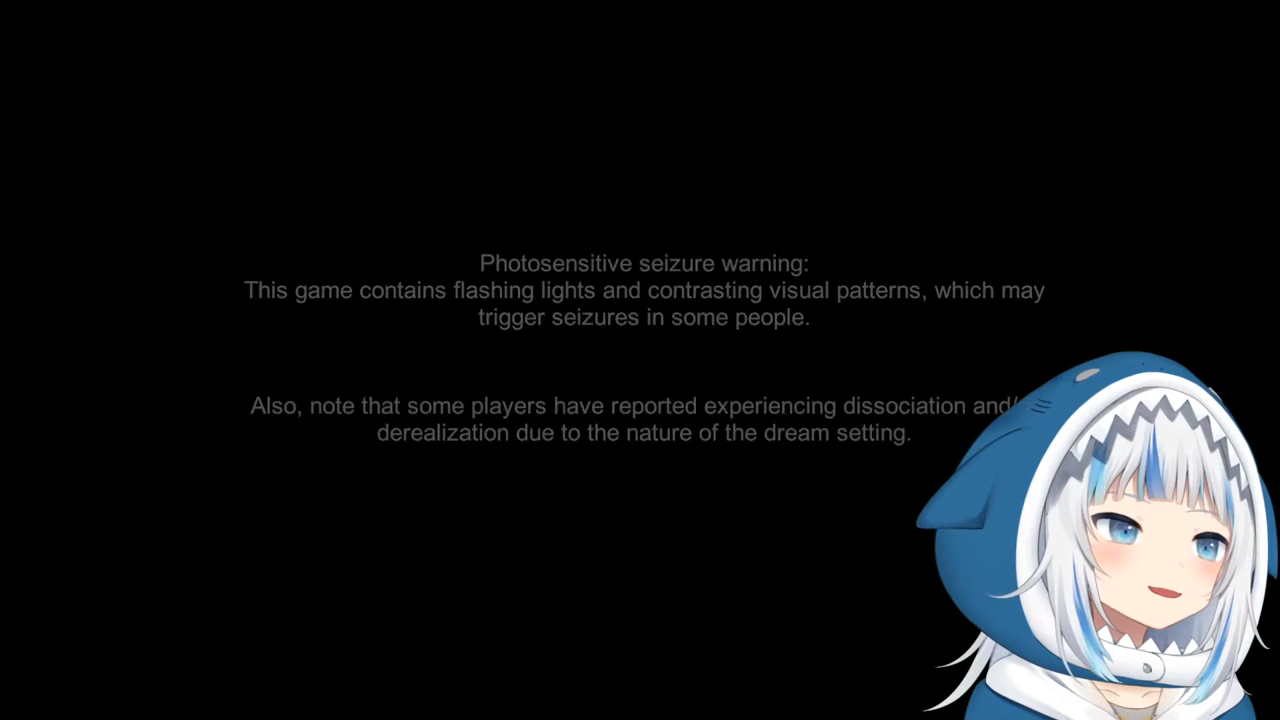 Photosensitive seizure warning:
This game contains flashing lights and contrasting visual patterns, which may
trigger seizures in some people.
Also, note that some players have reported experiencing dissociation and/
derealization due to the nature of the dream setting.